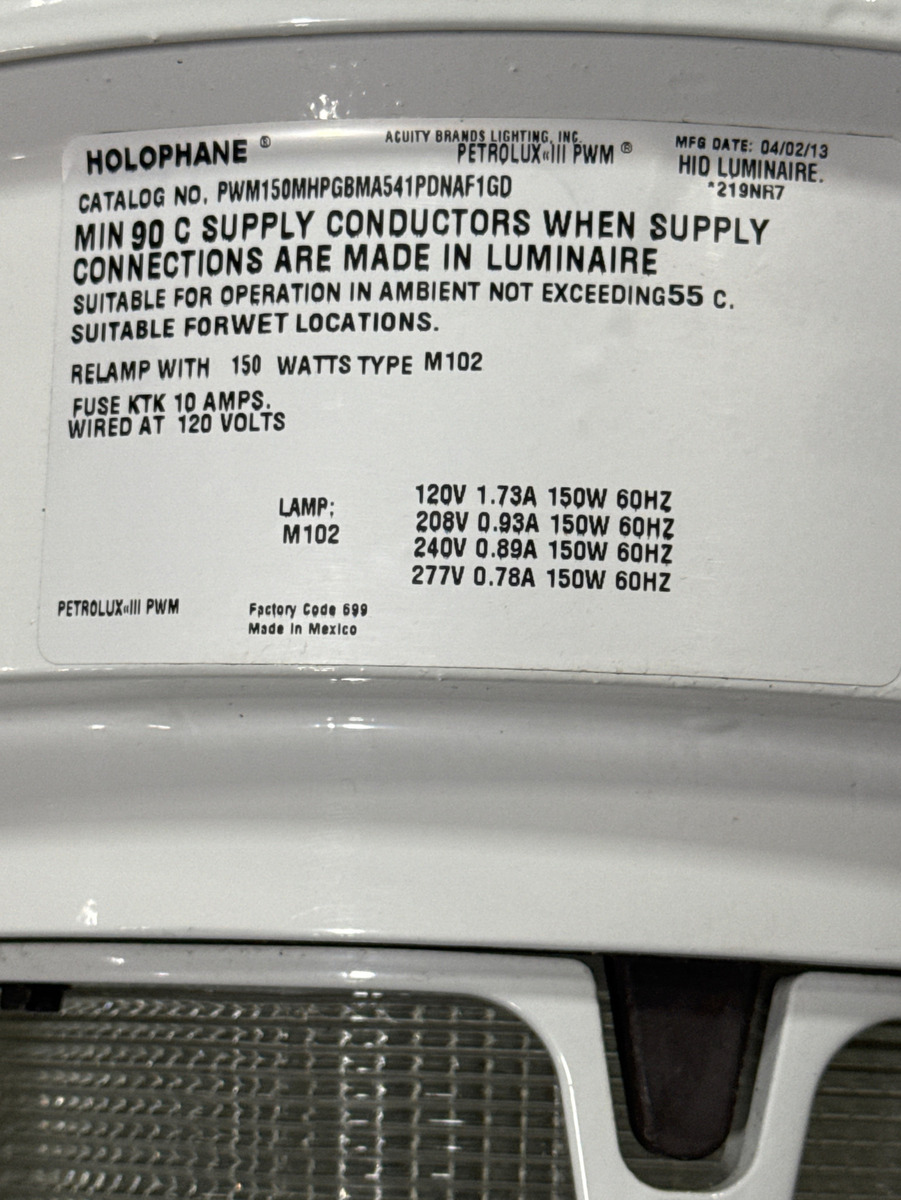 HOLOPHANE ®
ACUITY BRANDS LIGHTING, INC.
PETROLUX«III PWM ®
MFG DATE: 04/02/13
HID LUMINAIRE.
*219NR7
CATALOG NO. PWM150MHPGBMA541PDNAF1GD
MIN 90 C SUPPLY CONDUCTORS WHEN SUPPLY
CONNECTIONS ARE MADE IN LUMINAIRE
SUITABLE FOR OPERATION IN AMBIENT NOT EXCEEDING55 C.
SUITABLE FORWET LOCATIONS.
RELAMP WITH 150 WATTS TYPE M102
FUSE KTK 10 AMPS.
WIRED AT 120 VOLTS
LAMP:
M102
120V 1.73A 150W 60HZ
208V 0.93A 150W 60HZ
240V 0.89A 150W 60HZ
277V 0.78A 150W 60HZ
PETROLUX«III PWM
Factory Code 699
Made In Mexico